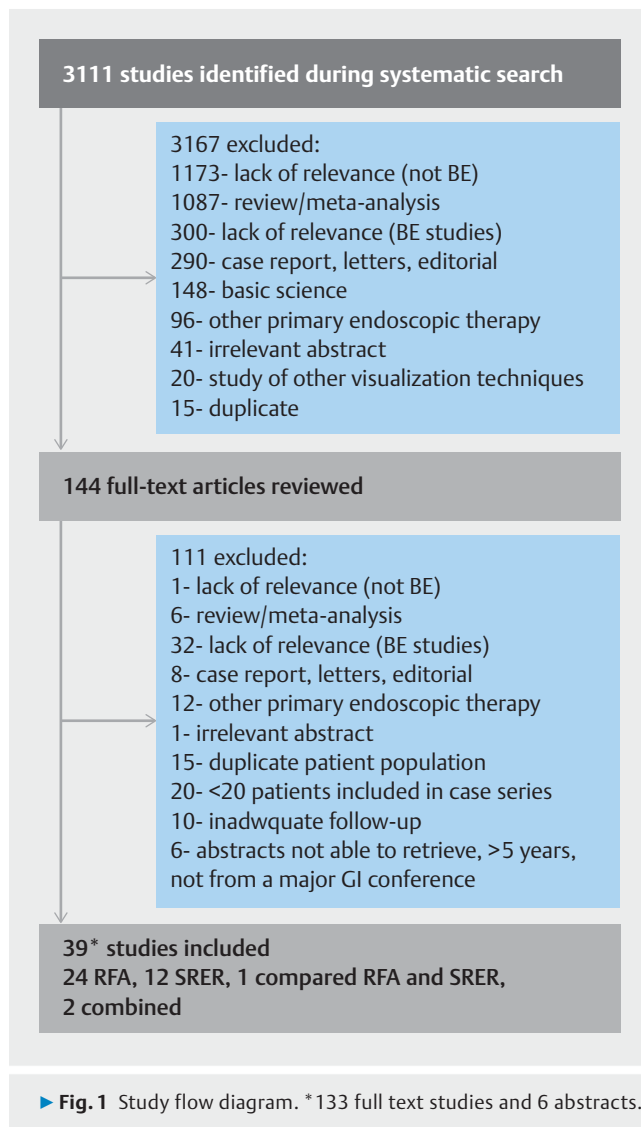 3111 studies identified during systematic search
3167 excluded:
1173- lack of relevance (not BE)
1087- review/meta-analysis
300- lack of relevance (BE studies)
290- case report, letters, editorial
148- basic science
96- other primary endoscopic therapy
41- irrelevant abstract
20- study of other visualization techniques
15- duplicate
144 full-text articles reviewed
111 excluded:
1- lack of relevance (not BE)
6- review/meta-analysis
32- lack of relevance (BE studies)
8- case report, letters, editorial
12- other primary endoscopic therapy
1- irrelevant abstract
15- duplicate patient population
20- <20 patients included in case series
10- inadwquate follow-up
6- abstracts not able to retrieve, >5 years,
not from a major GI conference
39* studies included
24 RFA, 12 SRER, 1 compared RFA and SRER,
2 combined
▶ Fig. 1 Study flow diagram. *133 full text studies and 6 abstracts.